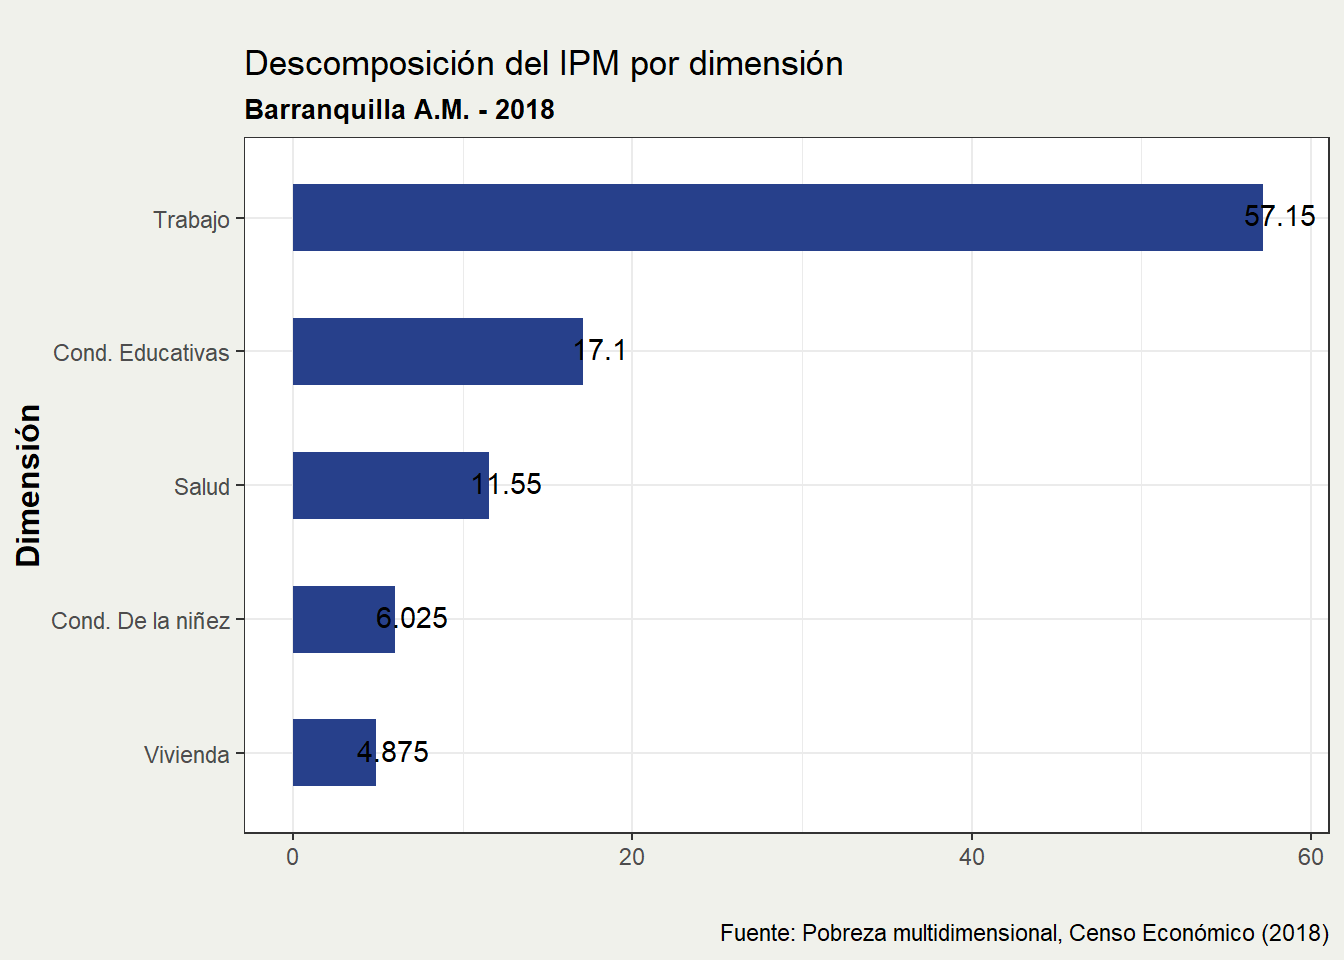 Descomposición del IPM por dimensión
Barranquilla A.M. - 2018
Dimensión
Trabajo
57.15
Cond. Educativas
17.1
Salud
11.55
Cond. De la niñez
6.025
Vivienda
4.875
0 20 40 60
Fuente: Pobreza multidimensional, Censo Económico (2018)